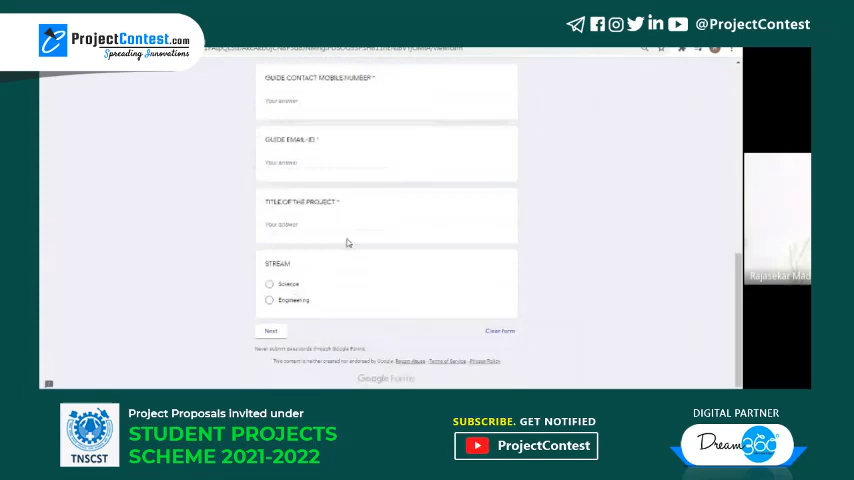 ProjectContest.com
Spreading Innovations
@ProjectContest
GUIDE CONTACT MOBILE NUMBER *
Your answer
GUIDE EMAIL-ID *
Your answer
TITLE OF THE PROJECT *
Your answer
STREAM
Science
Engineering
Next
Clear form
Never submit passwords through Google Forms.
This content is neither created nor endorsed by Google. Report Abuse - Terms of Service - Privacy Policy
Google Forms
Rajasekar Mad
TNSCST
Project Proposals invited under
STUDENT PROJECTS
SCHEME 2021-2022
SUBSCRIBE. GET NOTIFIED
ProjectContest
DIGITAL PARTNER
Dream360